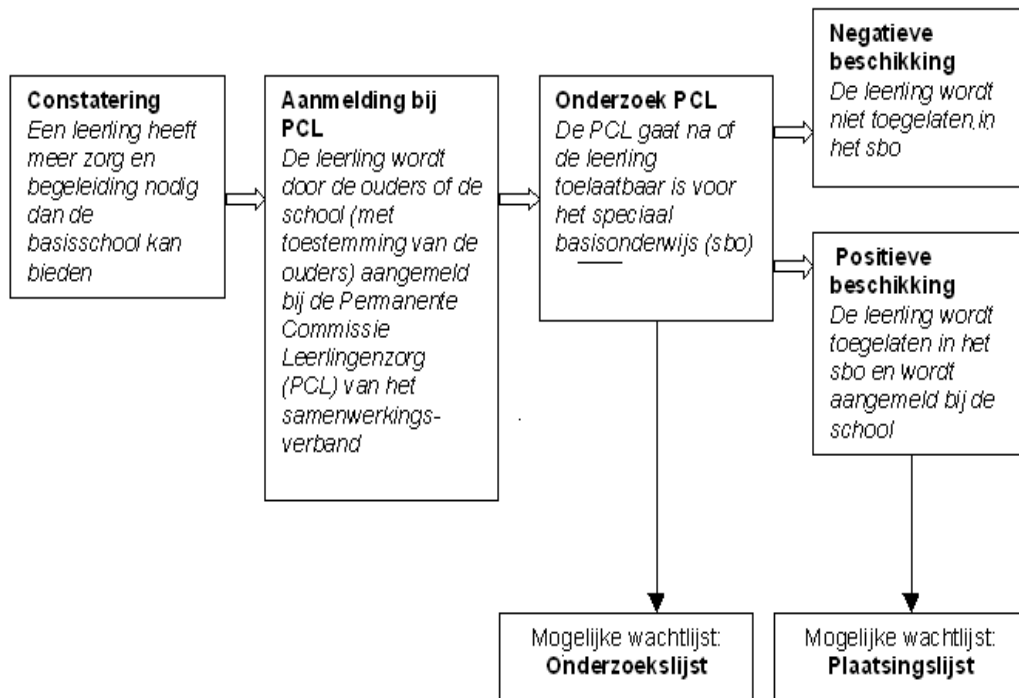 Constatering
Een leerling heeft
meer zorg en
begeleiding nodig
dan de
basisschool kan
bieden
Aanmelding bij
PCL
De leerling wordt
door de ouders of de
school (met
toestemming van de
ouders) aangemeld
bij de Permanente
Commissie
Leerlingenzorg
(PCL) van het
samenwerkings-
verband
Onderzoek PCL
De PCL gaat na of
de leerling
toelaatbaar is voor
het speciaal
basisonderwijs (sbo)
Negatieve
beschikking
De leerling wordt
niet toegelaten in
het sbo
Positieve
beschikking
De leerling wordt
toegelaten in het
sbo en wordt
aangemeld bij de
school
Mogelijke wachtlijst:
Onderzoekslijst
Mogelijke wachtlijst:
Plaatsingslijst